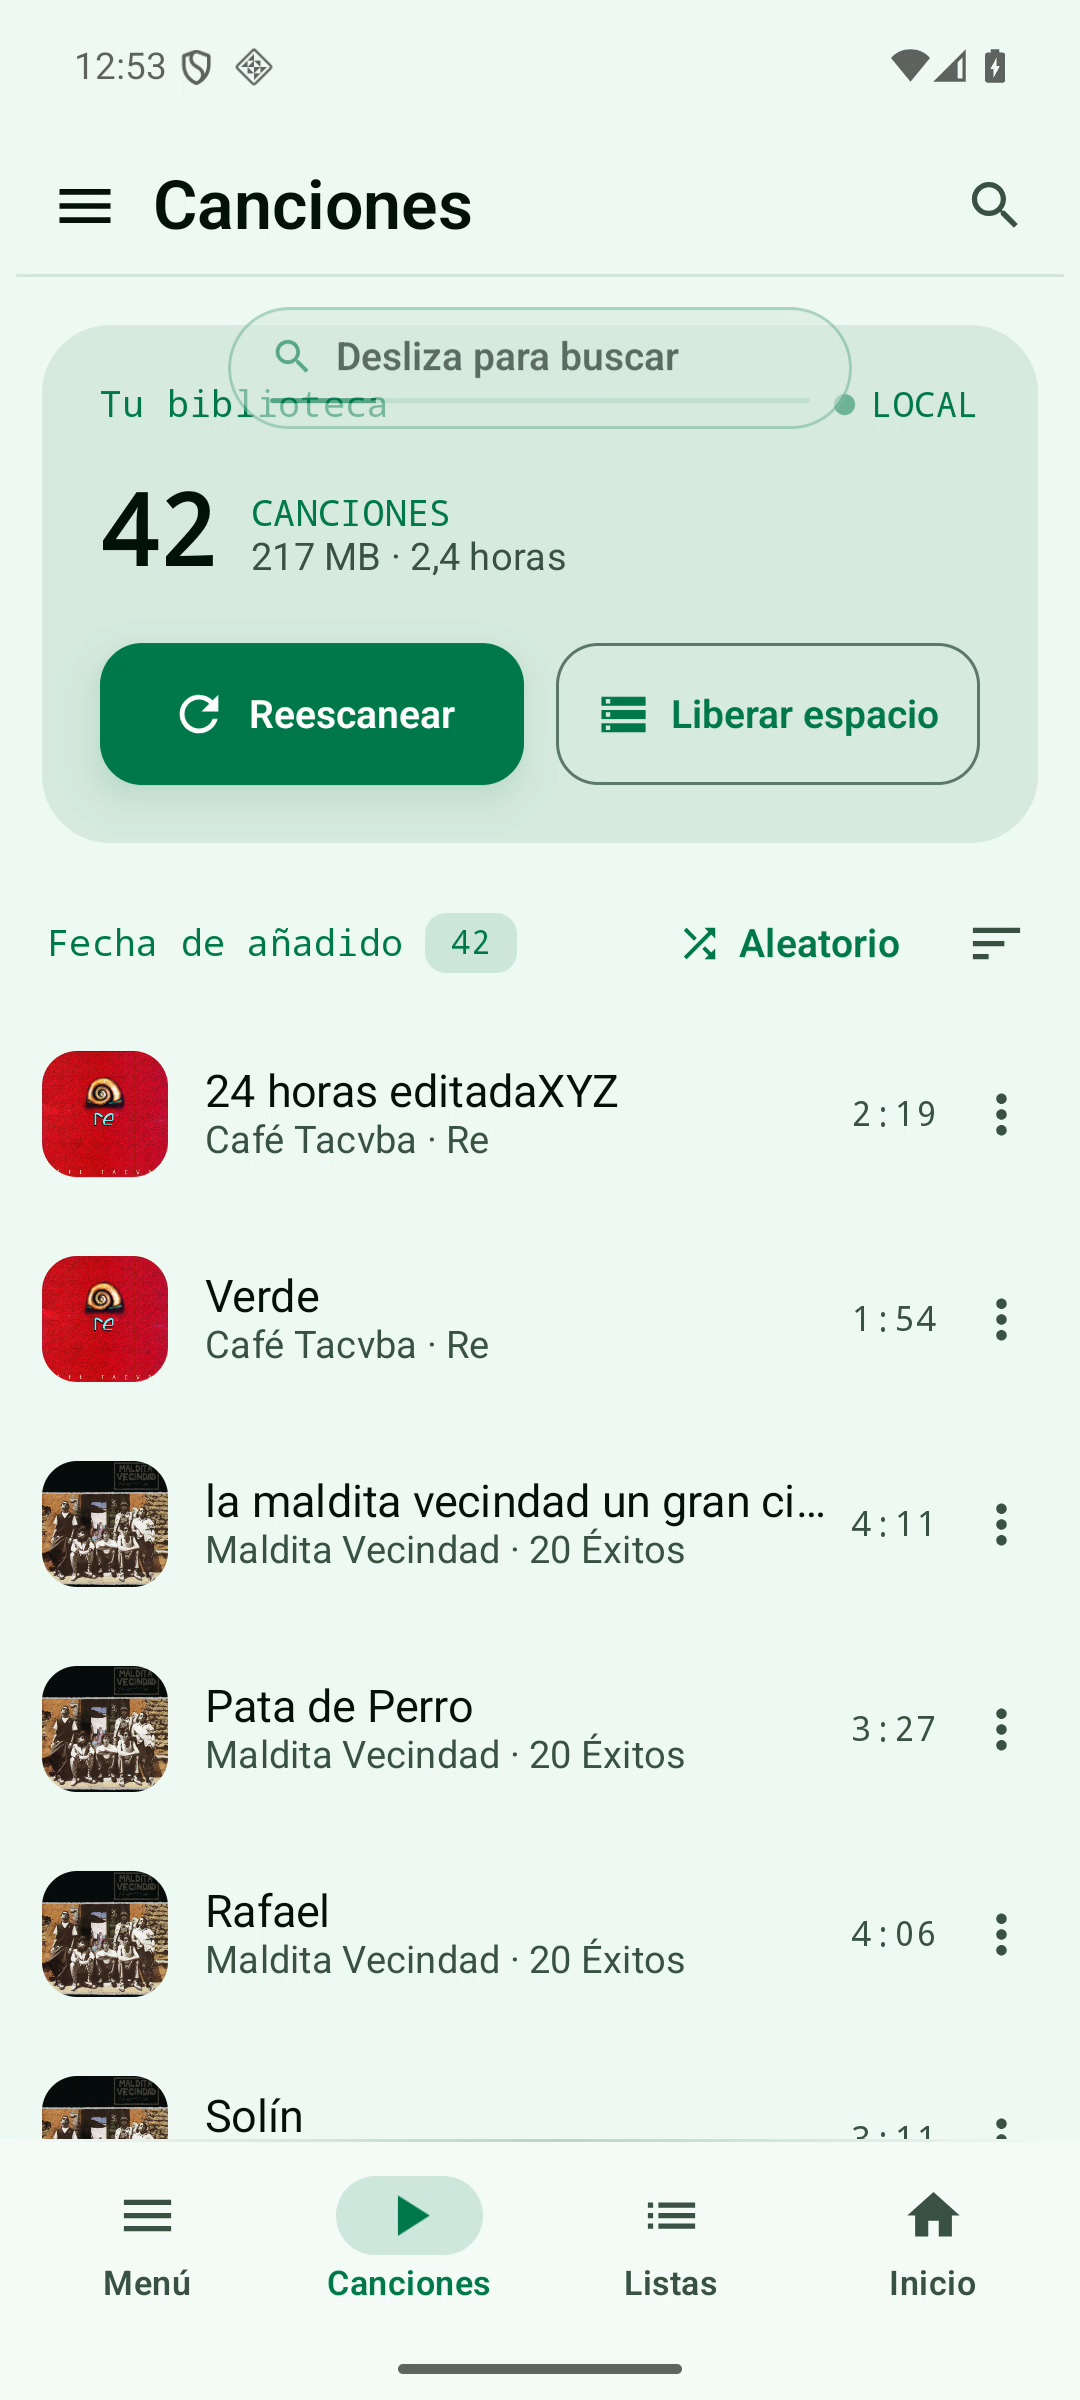 12:53
Canciones
Desliza para buscar
Tu biblioteca
LOCAL
42
CANCIONES
217 MB · 2,4 horas
Reescanear
Liberar espacio
Fecha de añadido 42
Aleatorio
24 horas editadaXYZ
Café Tacvba · Re
2:19
Verde
Café Tacvba · Re
1:54
la maldita vecindad un gran ci…
Maldita Vecindad · 20 Éxitos
4:11
Pata de Perro
Maldita Vecindad · 20 Éxitos
3:27
Rafael
Maldita Vecindad · 20 Éxitos
4:06
Solín
3:11
Menú
Canciones
Listas
Inicio